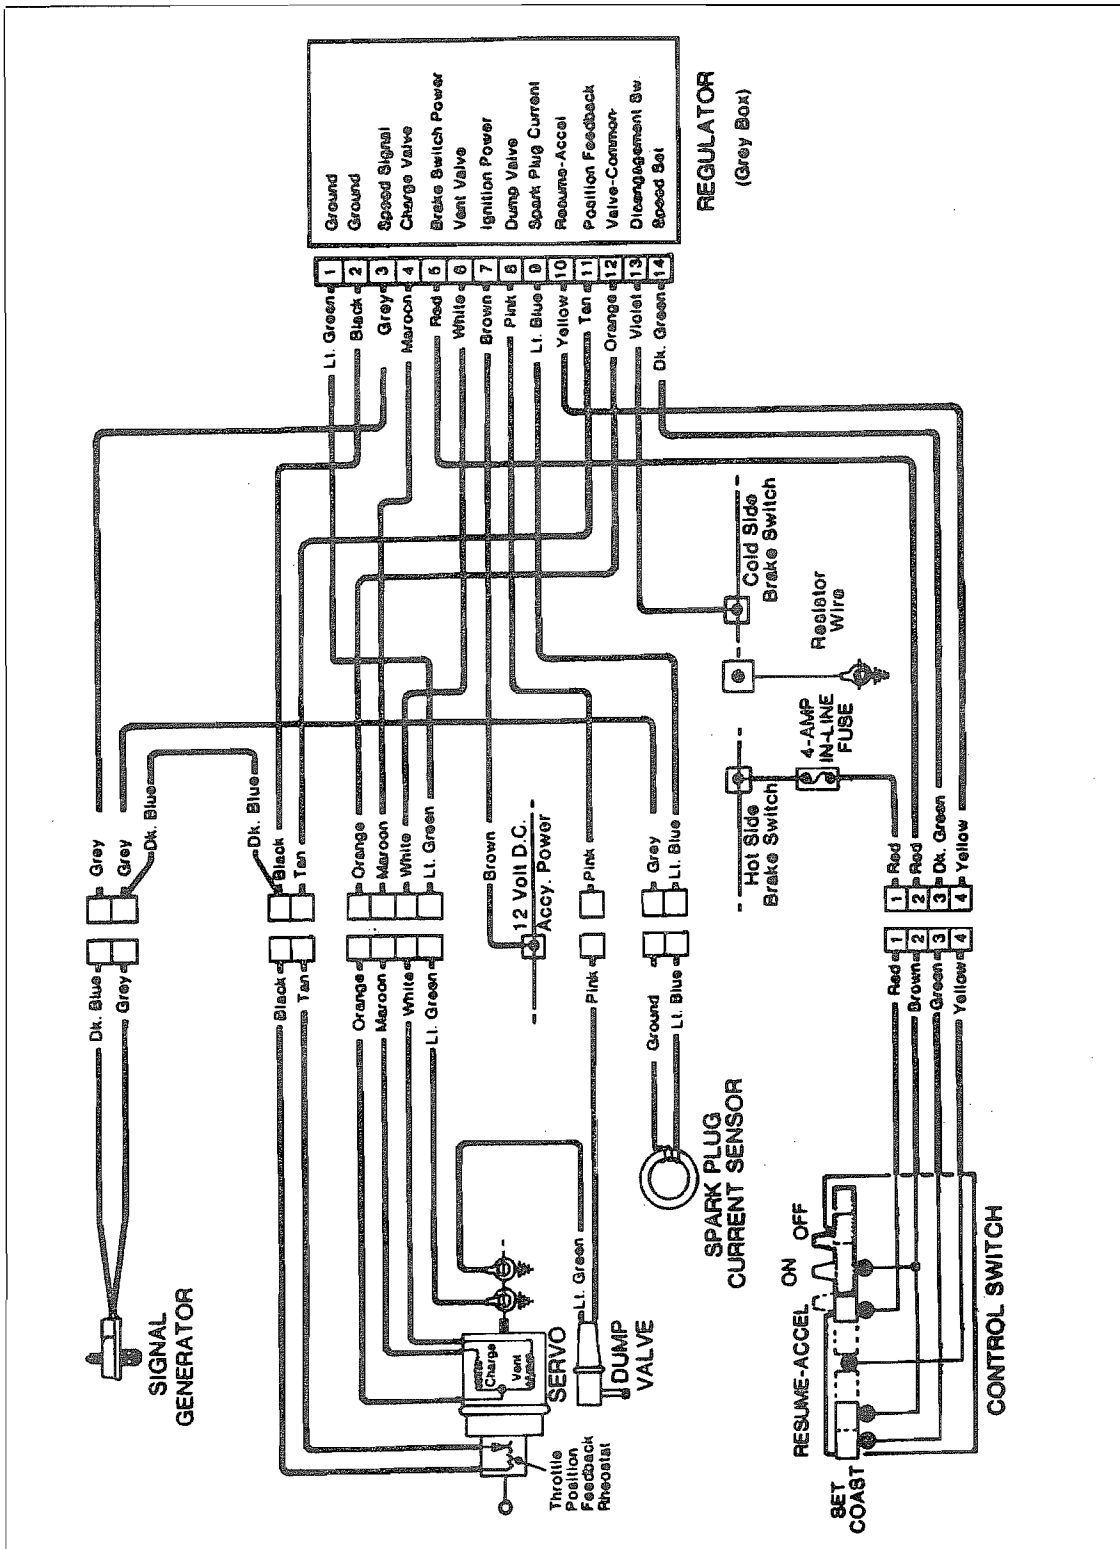 REGULATOR
(Grey Box)
Ground
Ground
Speed Signal
Charge Valve
Brake Switch Power
Vent Valve
Ignition Power
Dump Valve
Spark Plug Current
Resume-Accel
Position Feedback
Valve-Common
Disengagement Sw.
Speed Set
1
2
3
4
5
6
7
8
9
10
11
12
13
14
Lt. Green
Black
Grey
Maroon
Red
White
Brown
Pink
Lt. Blue
Yellow
Tan
Orange
Violet
Dk. Green
Cold Side
Brake Switch
Resistor
Wire
4-AMP
IN-LINE
FUSE
Hot Side
Brake Switch
Grey
Grey
Dk. Blue
Dk. Blue
Black
Tan
Orange
Maroon
White
Lt. Green
Brown
12 Volt D.C.
Accy. Power
Pink
Grey
Lt. Blue
Red
Red
Dk. Green
Yellow
1
2
3
4
1
2
3
4
Dk. Blue
Grey
Black
Tan
Orange
Maroon
White
Lt. Green
Pink
Ground
Lt. Blue
Red
Brown
Green
Yellow
SIGNAL
GENERATOR
Charge
Vent
SERVO
Throttle
Position
Feedback
Rheostat
Lt. Green
DUMP
VALVE
SPARK PLUG
CURRENT SENSOR
OFF
ON
RESUME-ACCEL
SET
COAST
CONTROL SWITCH